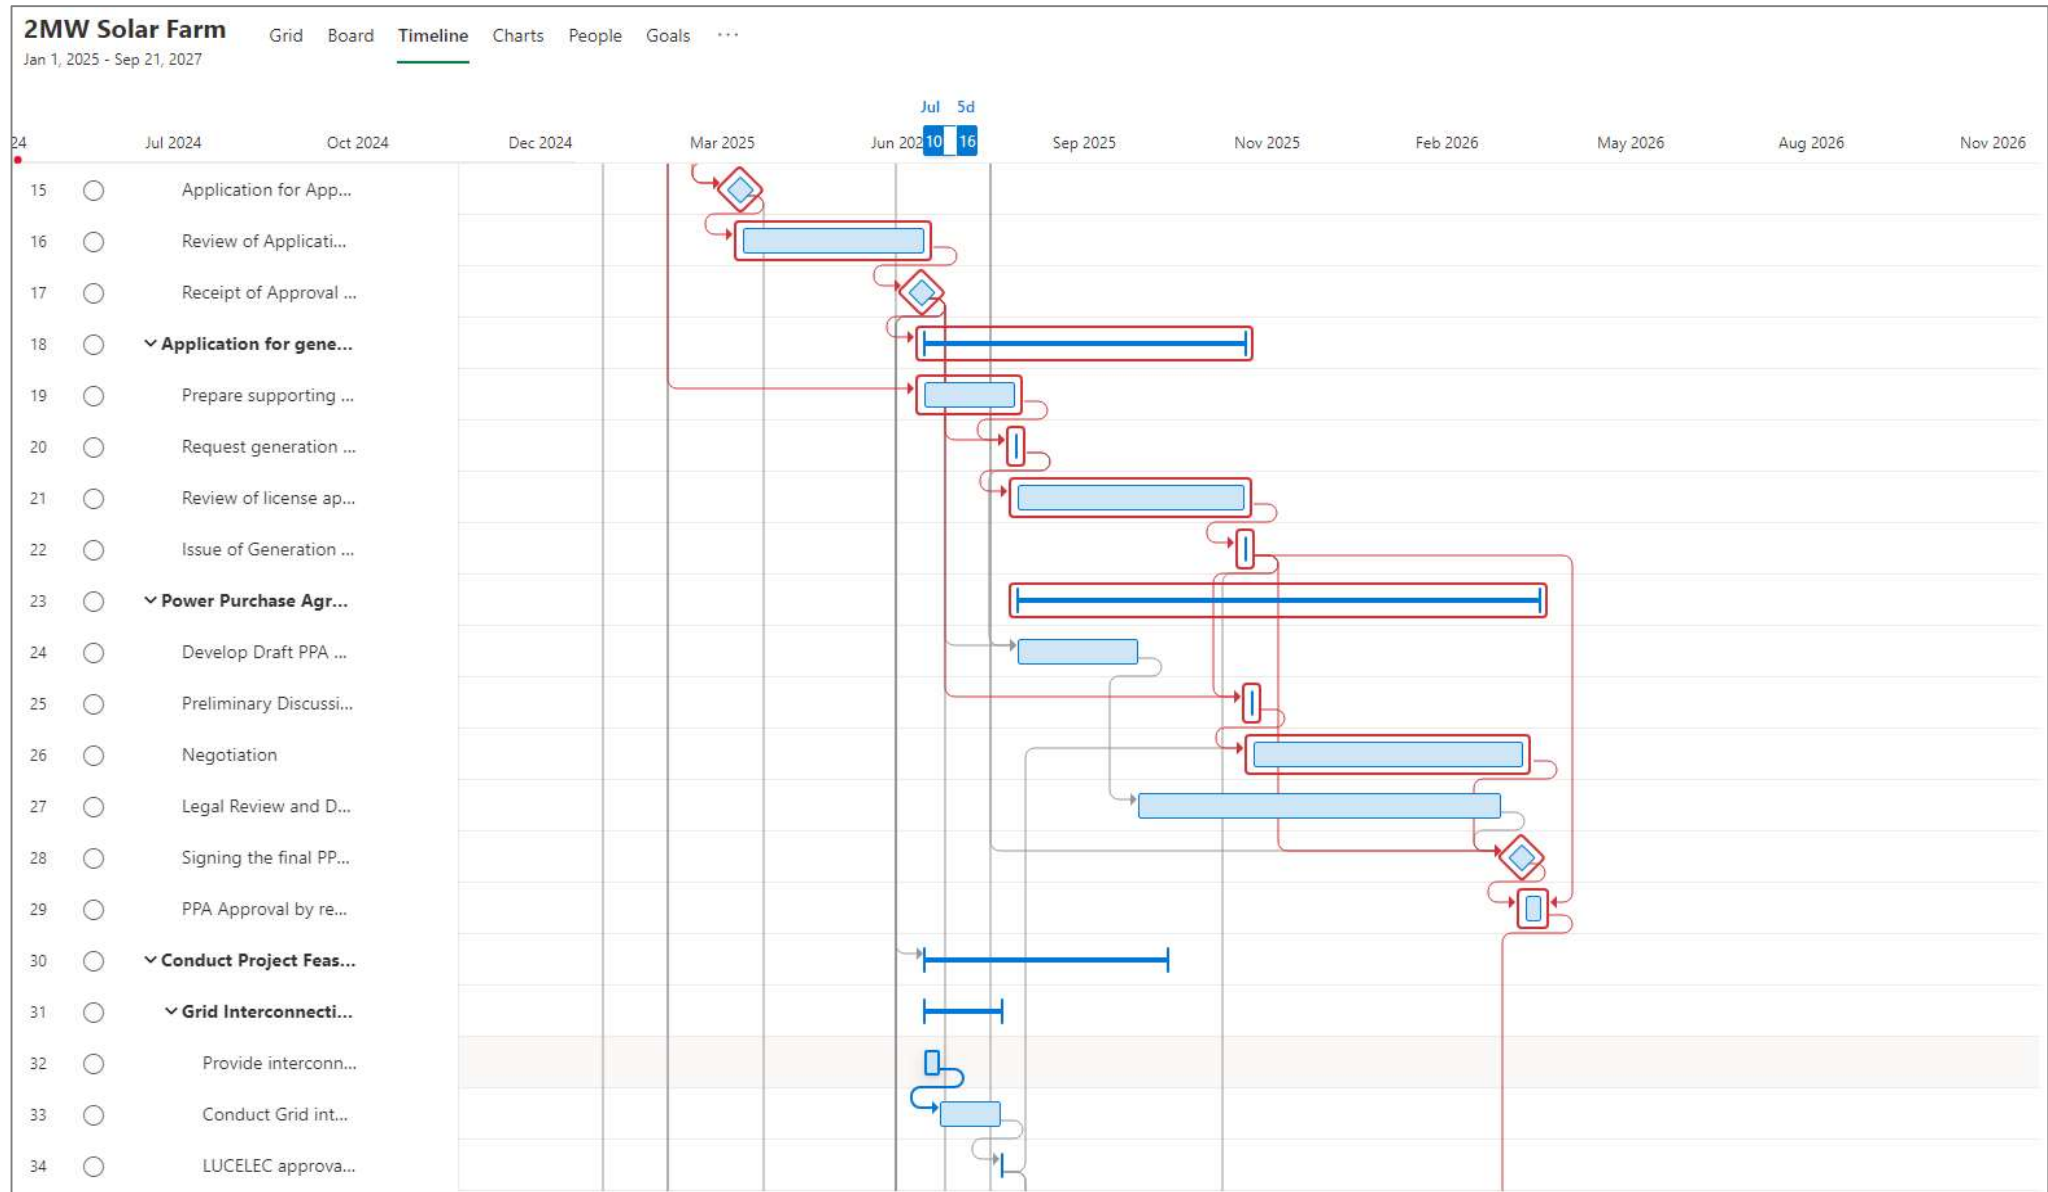 2MW Solar Farm
Grid Board Timeline Charts People Goals ...
Jan 1, 2025 - Sep 21, 2027
Jul 5d
24 Jul 2024 Oct 2024 Dec 2024 Mar 2025 Jun 202 10 16 Sep 2025 Nov 2025 Feb 2026 May 2026 Aug 2026 Nov 2026
15 Application for App...
16 Review of Applicati...
17 Receipt of Approval ...
18 Application for gene...
19 Prepare supporting ...
20 Request generation ...
21 Review of license ap...
22 Issue of Generation ...
23 Power Purchase Agr...
24 Develop Draft PPA ...
25 Preliminary Discussi...
26 Negotiation
27 Legal Review and D...
28 Signing the final PP...
29 PPA Approval by re...
30 Conduct Project Feas...
31 Grid Interconnecti...
32 Provide interconn...
33 Conduct Grid int...
34 LUCELEC approva...